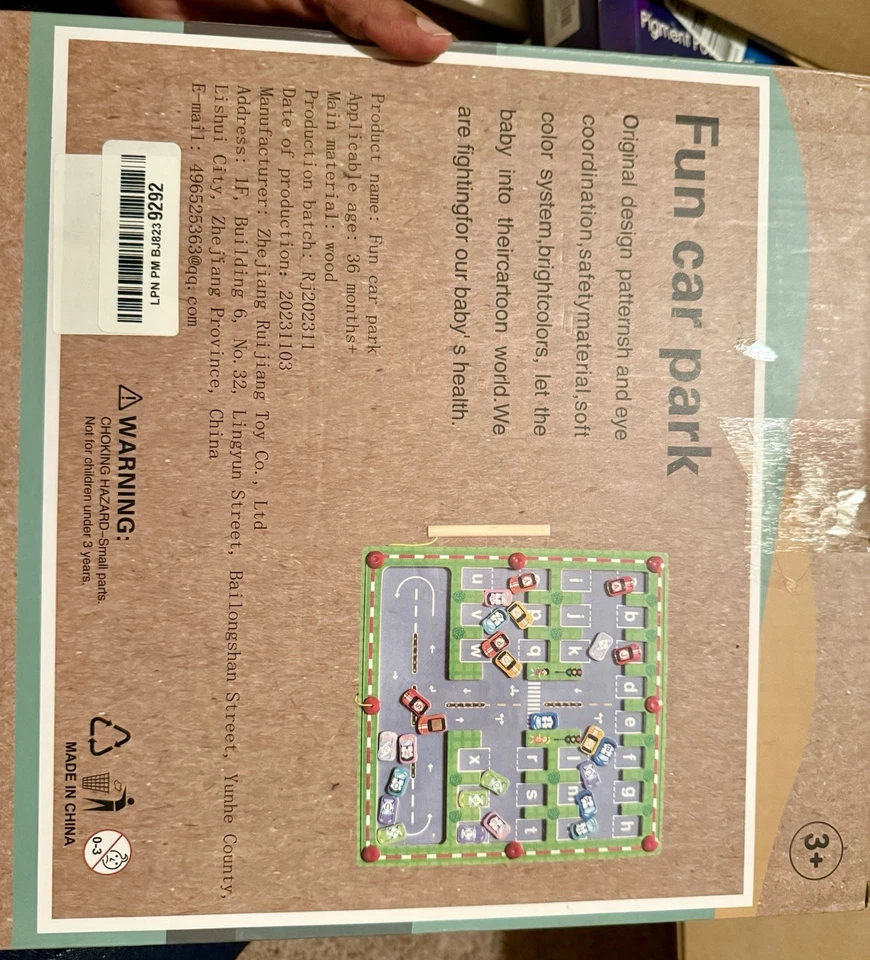 Pigment
3+
Fun car park
Original design patternsh and eye
coordination,safetymaterial,soft
color system,brightcolors, let the
baby into theircartoon world.We
are fightingfor our baby's health.
Product name: Fun car park
Applicable age: 36 months+
Main material: wood
Production batch: Rj202311
Date of production: 20231103
Manufacturer: Zhejiang Ruijiang Toy Co., Ltd
Address: 1F, Building 6, No.32, Lingyun Street, Bailongshan Street, Yunhe County,
Lishui City, Zhejiang Province, China
E-mail: 496525363@qq.com
b d e f g h
i j k l m
q r s t
u v w x
LPN PM BJ8239292
WARNING:
CHOKING HAZARD-Small parts.
Not for children under 3 years.
0-3
MADE IN CHINA